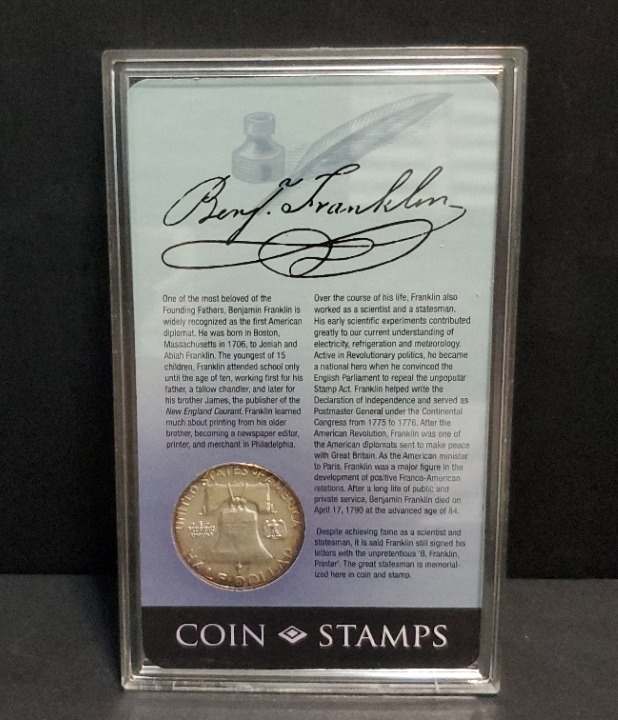 Benj. Franklin
One of the most beloved of the
Founding Fathers, Benjamin Franklin is
widely recognized as the first American
diplomat. He was born in Boston,
Massachusetts in 1706, to Josiah and
Abiah Franklin. The youngest of 15
children, Franklin attended school only
until the age of ten, working first for his
father, a tallow chandler, and later for
his brother James, the publisher of the
New England Courant. Franklin learned
much about printing from his older
brother, becoming a newspaper editor,
printer, and merchant in Philadelphia.
Over the course of his life, Franklin also
worked as a scientist and a statesman.
His early scientific experiments contributed
greatly to our current understanding of
electricity, refrigeration and meteorology.
Active in Revolutionary politics, he became
a national hero when he convinced the
English Parliament to repeal the unpopular
Stamp Act. Franklin helped write the
Declaration of Independence and served as
Postmaster General under the Continental
Congress from 1775 to 1776. After the
American Revolution, Franklin was one of
the American diplomats sent to make peace
with Great Britain. As the American minister
to Paris, Franklin was a major figure in the
development of positive Franco-American
relations. After a long life of public and
private service, Benjamin Franklin died on
April 17, 1790 at the advanced age of 84.
Despite achieving fame as a scientist and
statesman, it is said Franklin still signed his
letters with the unpretentious 'B. Franklin,
Printer'. The great statesman is memorial-
ized here in coin and stamp.
UNITED STATES OF AMERICA
HALF DOLLAR
COIN STAMPS